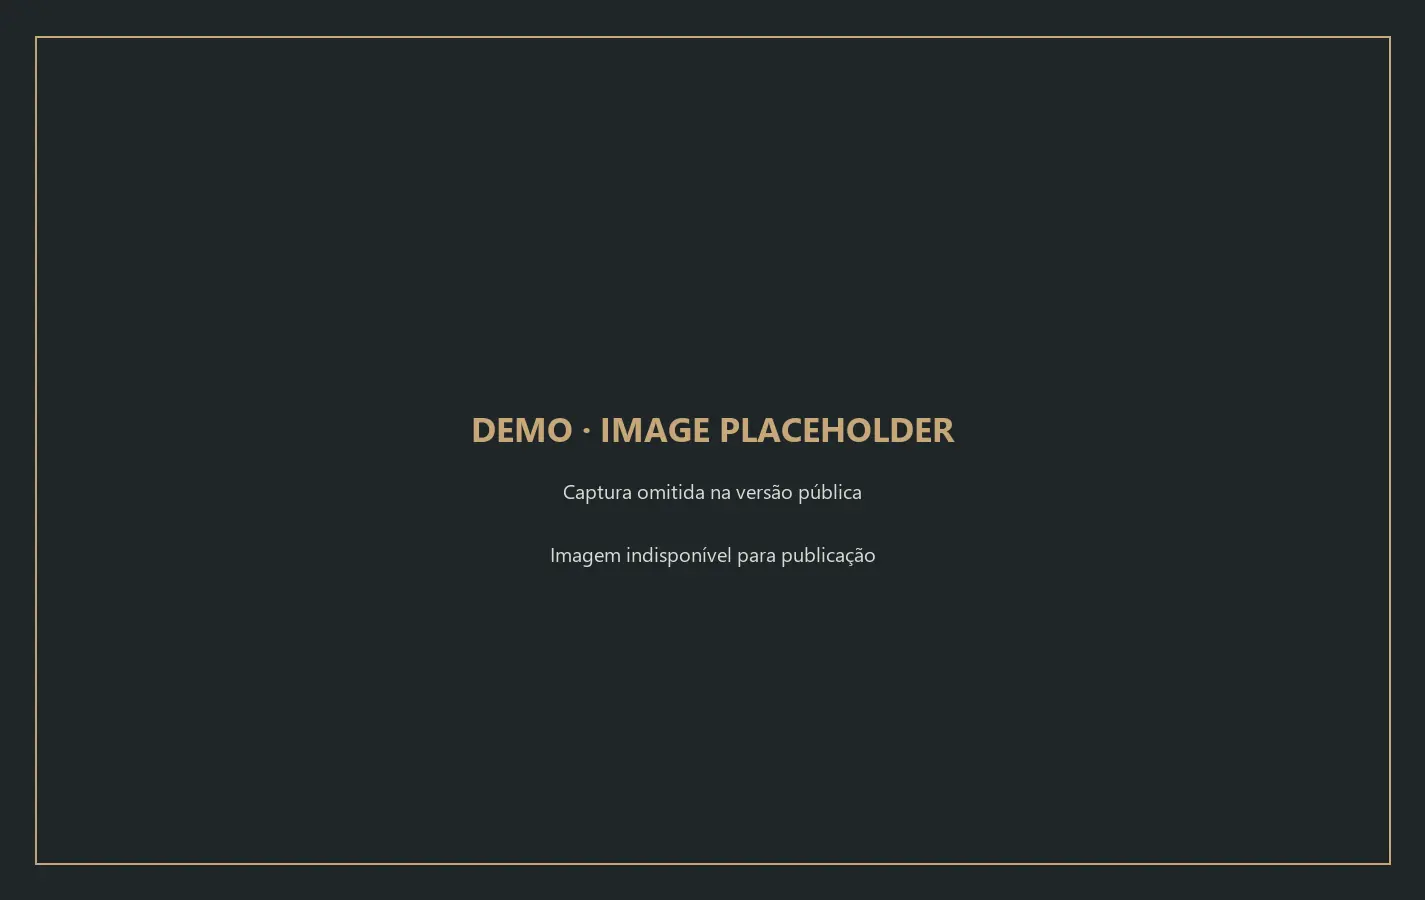 DEMO · IMAGE PLACEHOLDER
Captura omitida na versão pública
Imagem indisponível para publicação